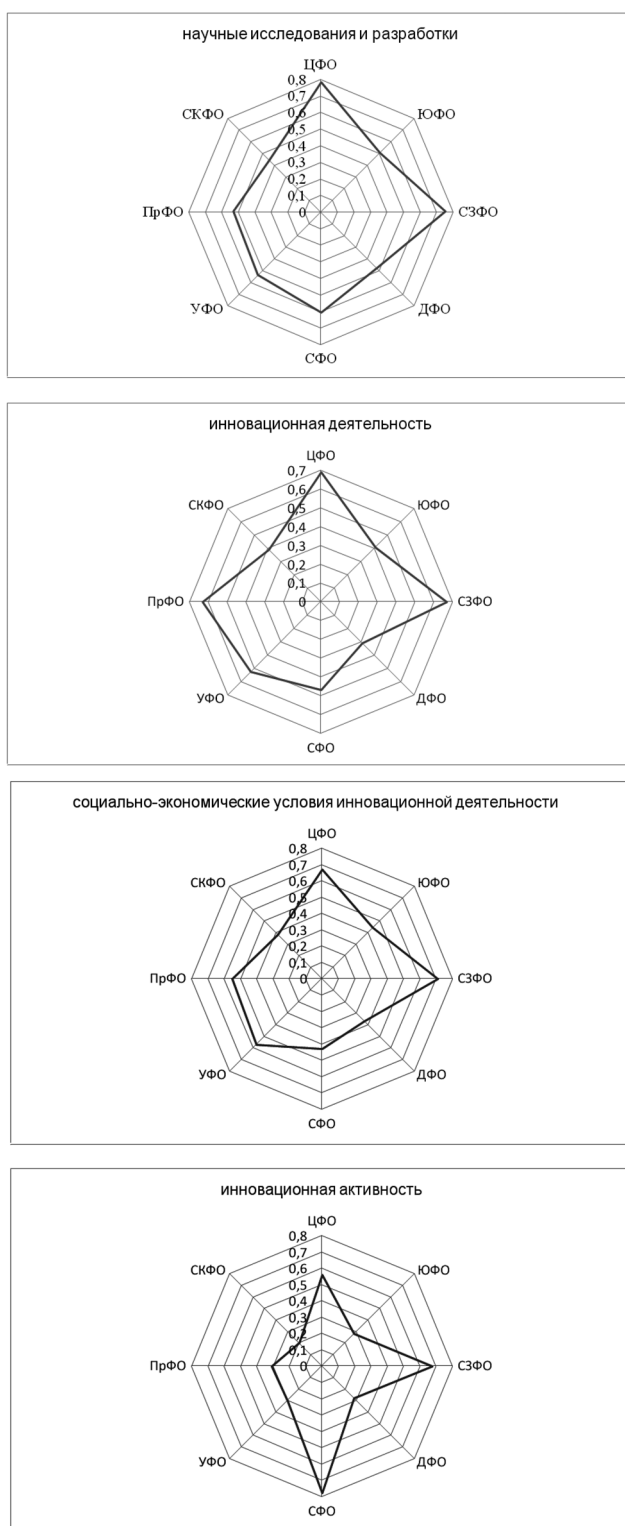 научные исследования и разработки
ЦФО
0,8
0,7
СКФО
0,6
ЮФО
0,5
0,4
0,3
0,2
0,1
ПрФО
0
СЗФО
УФО
ДФО
СФО
инновационная деятельность
ЦФО
0,7
0,6
СКФО
0,5
ЮФО
0,4
0,3
0,2
0,1
ПрФО
0
СЗФО
УФО
ДФО
СФО
социально-экономические условия инновационной деятельности
ЦФО
0,8
0,7
СКФО
0,6
ЮФО
0,5
0,4
0,3
0,2
0,1
ПрФО
0
СЗФО
УФО
ДФО
СФО
инновационная активность
ЦФО
0,8
0,7
СКФО
0,6
ЮФО
0,5
0,4
0,3
0,2
0,1
ПрФО
0
СЗФО
УФО
ДФО
СФО